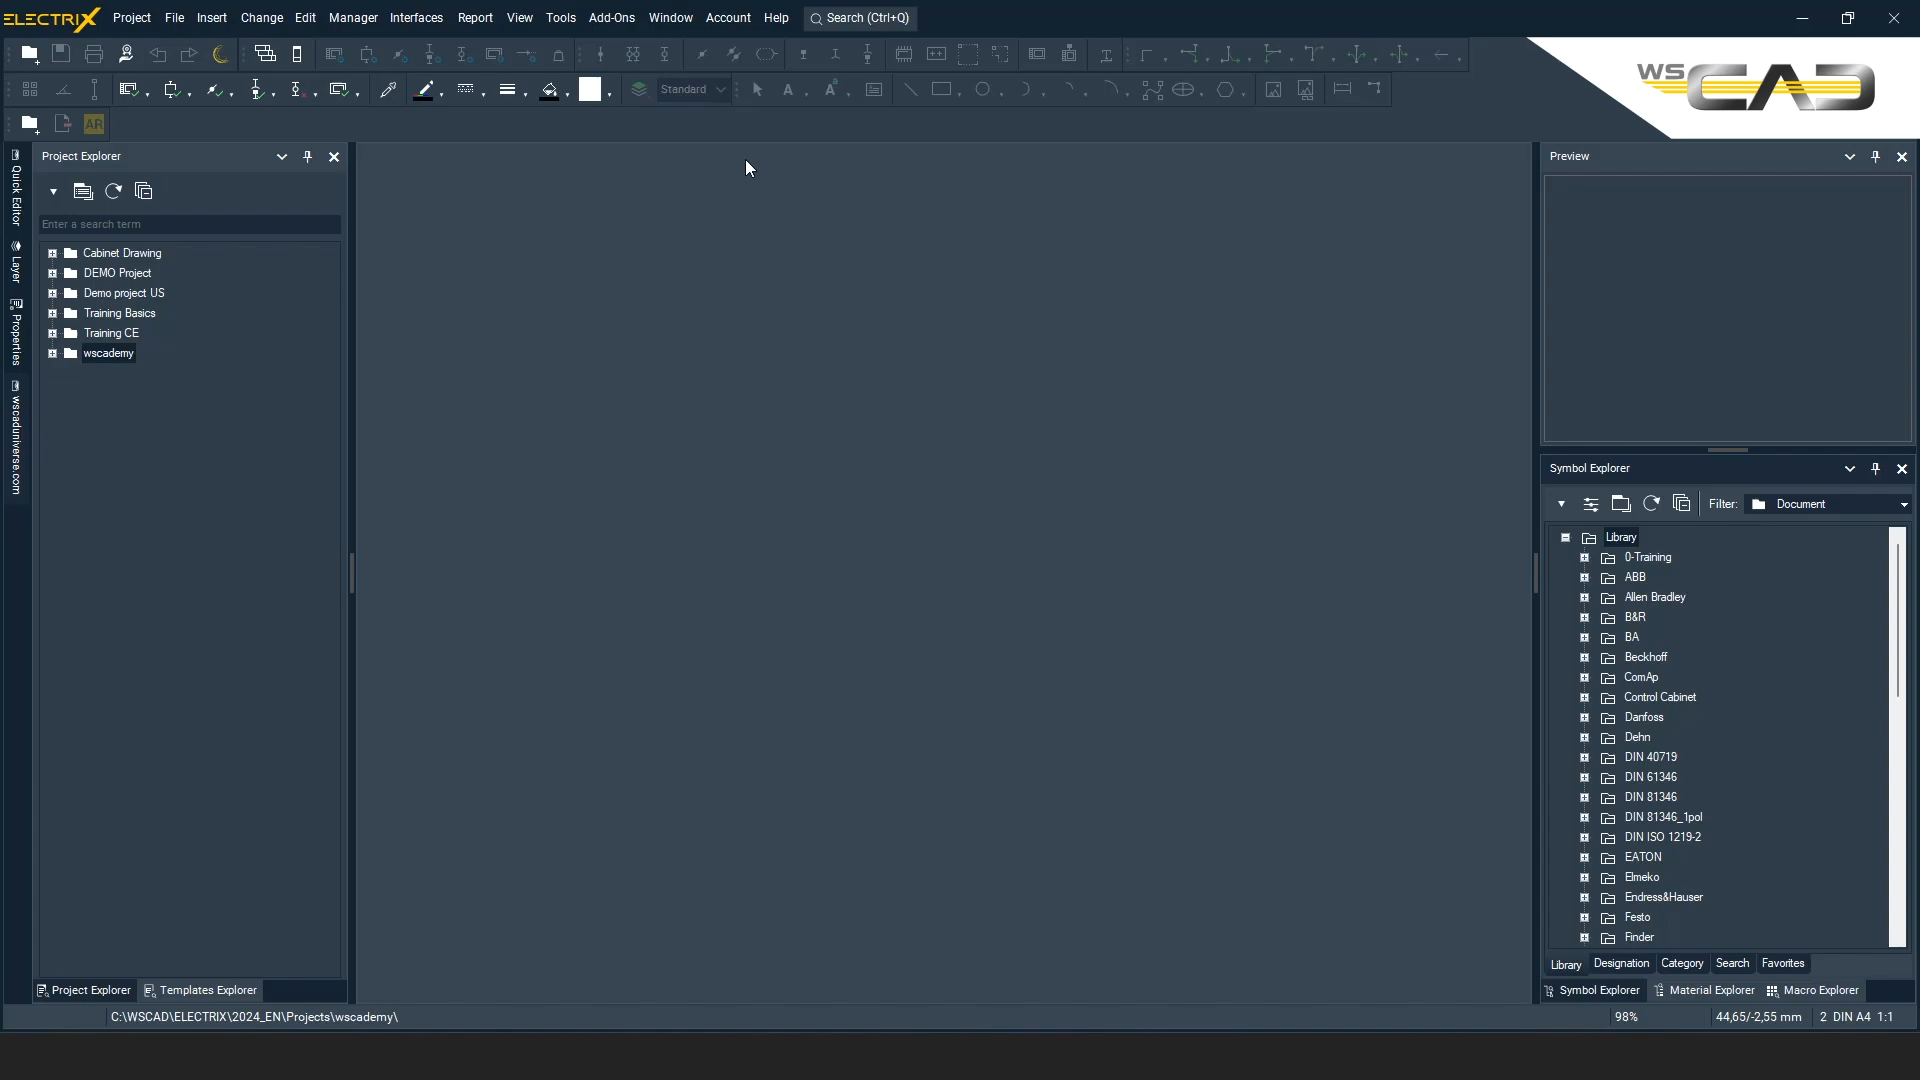 ELECTRIX Project File Insert Change Edit Manager Interfaces Report View Tools Add-Ons Window Account Help Search (Ctrl+Q)
WS CAD
Standard A A
AR
Project Explorer
Enter a search term
Cabinet Drawing
DEMO Project
Demo project US
Training Basics
Training CE
wscademy
Quick Editor
Layer
Properties
wscaduniverse.com
Preview
Symbol Explorer
Filter: Document
Library
0-Training
ABB
Allen Bradley
B&R
BA
Beckhoff
ComAp
Control Cabinet
Danfoss
Dehn
DIN 40719
DIN 61346
DIN 81346
DIN 81346_1pol
DIN ISO 1219-2
EATON
Elmeko
Endress&Hauser
Festo
Finder
Library Designation Category Search Favorites
Project Explorer Templates Explorer
Symbol Explorer Material Explorer Macro Explorer
C:\WSCAD\ELECTRIX\2024_EN\Projects\wscademy\
98% 44,65/-2,55 mm 2 DIN A4 1:1